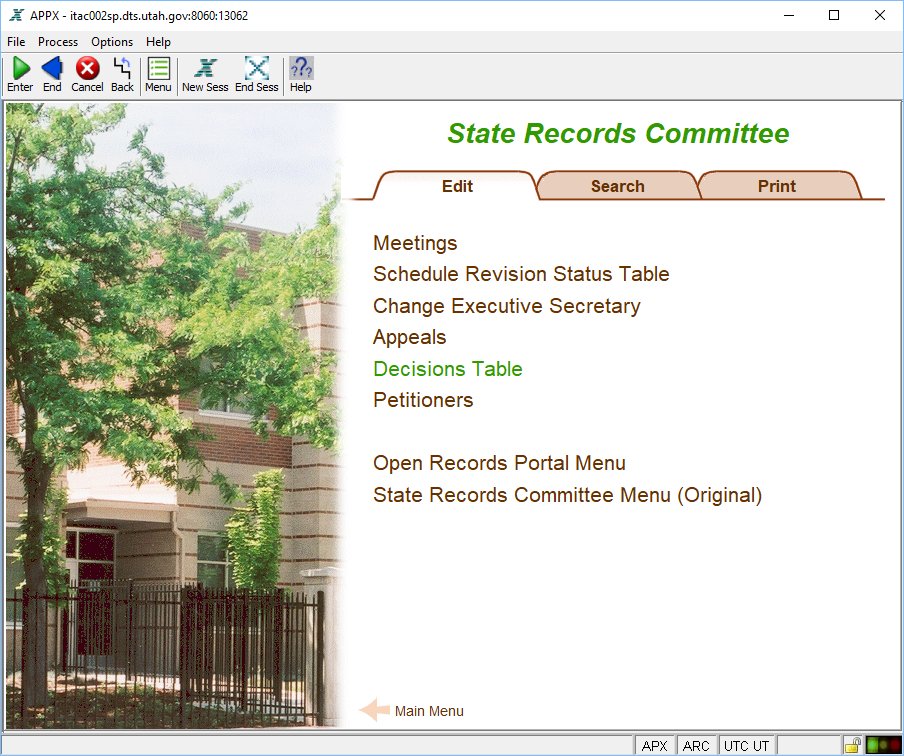 APPX - itac002sp.dts.utah.gov:8060:13062
File Process Options Help
Enter End Cancel Back Menu New Sess End Sess Help
State Records Committee
Edit Search Print
Meetings
Schedule Revision Status Table
Change Executive Secretary
Appeals
Decisions Table
Petitioners
Open Records Portal Menu
State Records Committee Menu (Original)
Main Menu
APX ARC UTC UT